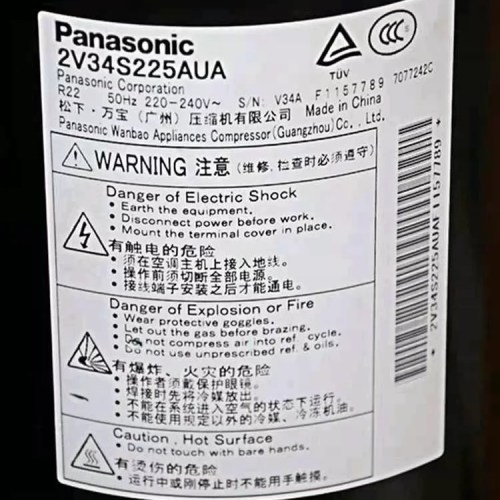 Panasonic
2V34S225AUA
TÜV
CCC
Panasonic Corporation
R22 50Hz 220-240V~ S/N: V34A F1157789 7077242C
松下·万宝（广州）压缩机有限公司 Made in China
Panasonic Wanbao Appliances Compressor(Guangzhou)Co., Ltd.
WARNING 注意 (维修,检查时必须遵守)
Danger of Electric Shock
• Earth the equipment.
• Disconnect power before work.
• Mount the terminal cover in place.
有触电的危险
• 须在空调主机上接入地线。
• 操作前须切断全部电源。
• 接线端子安装之后才能通电。
Danger of Explosion or Fire
• Wear protective goggles.
• Let out the gas before brazing.
• Do not compress air into ref. cycle.
• Do not use unprescribed ref. & oils.
有爆炸、火灾的危险
• 操作者须戴保护眼镜。
• 焊接时先将冷媒放出。
• 不能在系统进入空气的状态下运行。
• 不能使用规定以外的冷媒、冷冻机油。
Caution, Hot Surface
• Do not touch with bare hands.
有烫伤的危险
• 运行中或刚停止时不能用手触摸。
* 2V34S225AUAF1157789 *